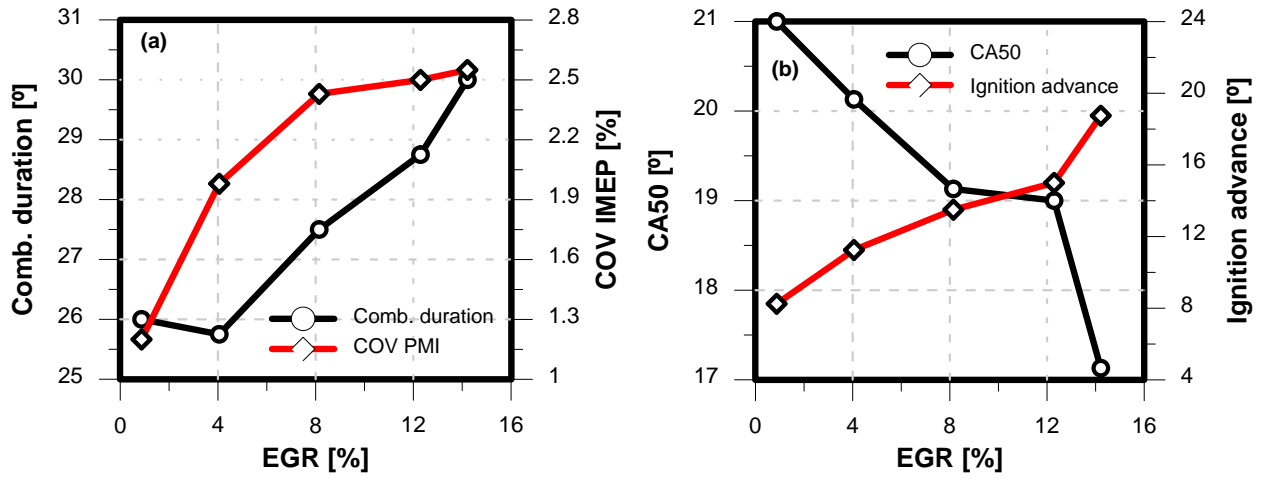 (a)
Comb. duration [º]
31
30
29
28
27
26
25
COV IMEP [%]
2.8
2.5
2.2
1.9
1.6
1.3
1
Comb. duration
COV PMI
0 4 8 12 16
EGR [%]
(b)
CA50 [º]
21
20
19
18
17
Ignition advance [º]
24
20
16
12
8
4
CA50
Ignition advance
0 4 8 12 16
EGR [%]